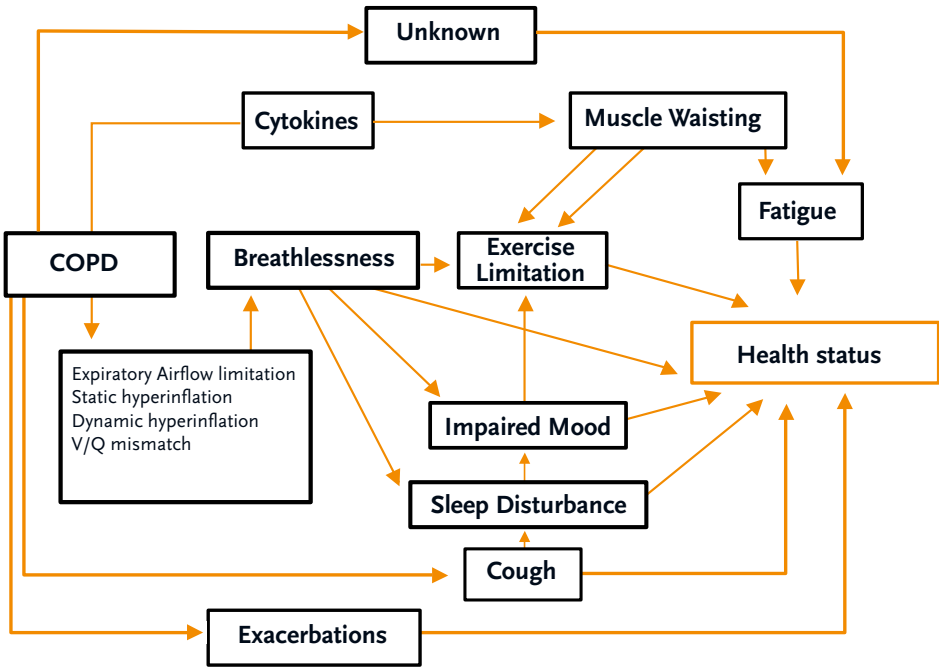 Unknown
Cytokines
Muscle Waisting
Fatigue
COPD
Breathlessness
Exercise
Limitation
Health status
Expiratory Airflow limitation
Static hyperinflation
Dynamic hyperinflation
V/Q mismatch
Impaired Mood
Sleep Disturbance
Cough
Exacerbations